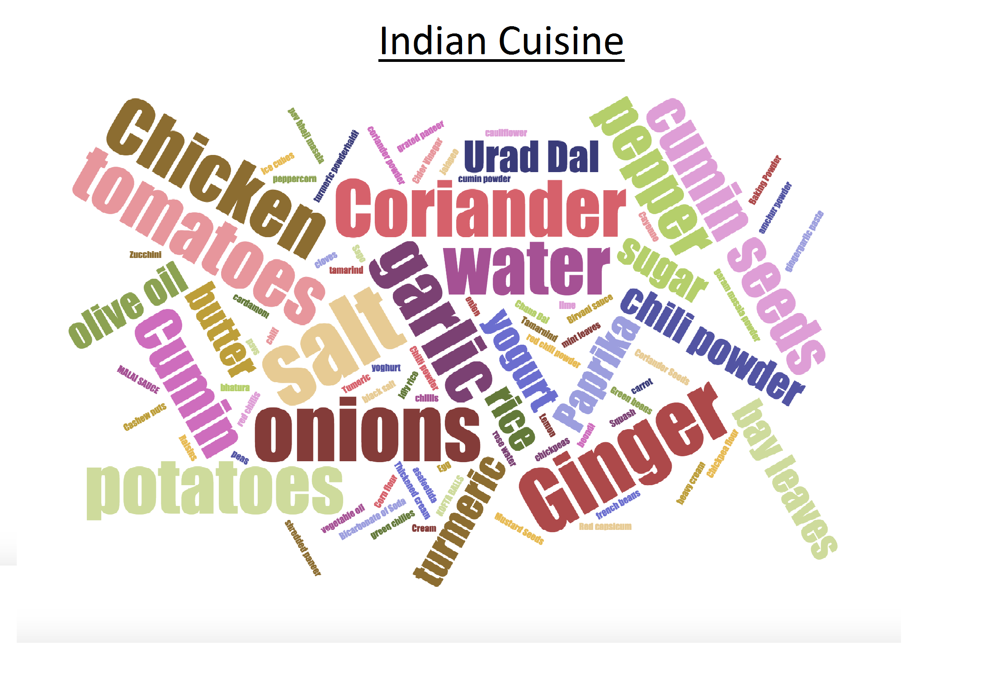 Indian Cuisine
Chicken
tomatoes
pav bhaji masala
Ice cubes
peppercorn
turmeric powderhaldi
coriander powder
grated paneer
Cider Vinegar
Jalapeo
cauliflower
Urad Dal
cumin powder
Coriander
pepper
cumin seeds
Baking Powder
amchur powder
gingergarlic paste
Cayenne
Zucchini
cloves
Sago
tamarind
garlic
water
sugar
garam masala powder
olive oil
butter
cardamom
salt
onion
Chana Dal
lime
Biryani sauce
chili powder
Tamarnind
mint leaves
red chili powder
Paprika
yogurt
Cumin
pavs
chili
MALAI SAUCE
bhatura
red chillis
Cashew nuts
Raisins
peas
yoghurt
Tumeric
black salt
Idly rice
Chilli powder
chillis
onions
rice
Coriander Seeds
carrot
Green beans
Squash
Lemon
boondi
chickpeas
rose water
Ginger
bay leaves
Chickpea flour
heavy cream
potatoes
Egg
Thickened cream
asafeetida
Corn flour
KOFTA BALLS
turmeric
vegetable oil
Bicarbonate of Soda
green chilies
Cream
french beans
Mustard Seeds
Red capsicum
shredded paneer